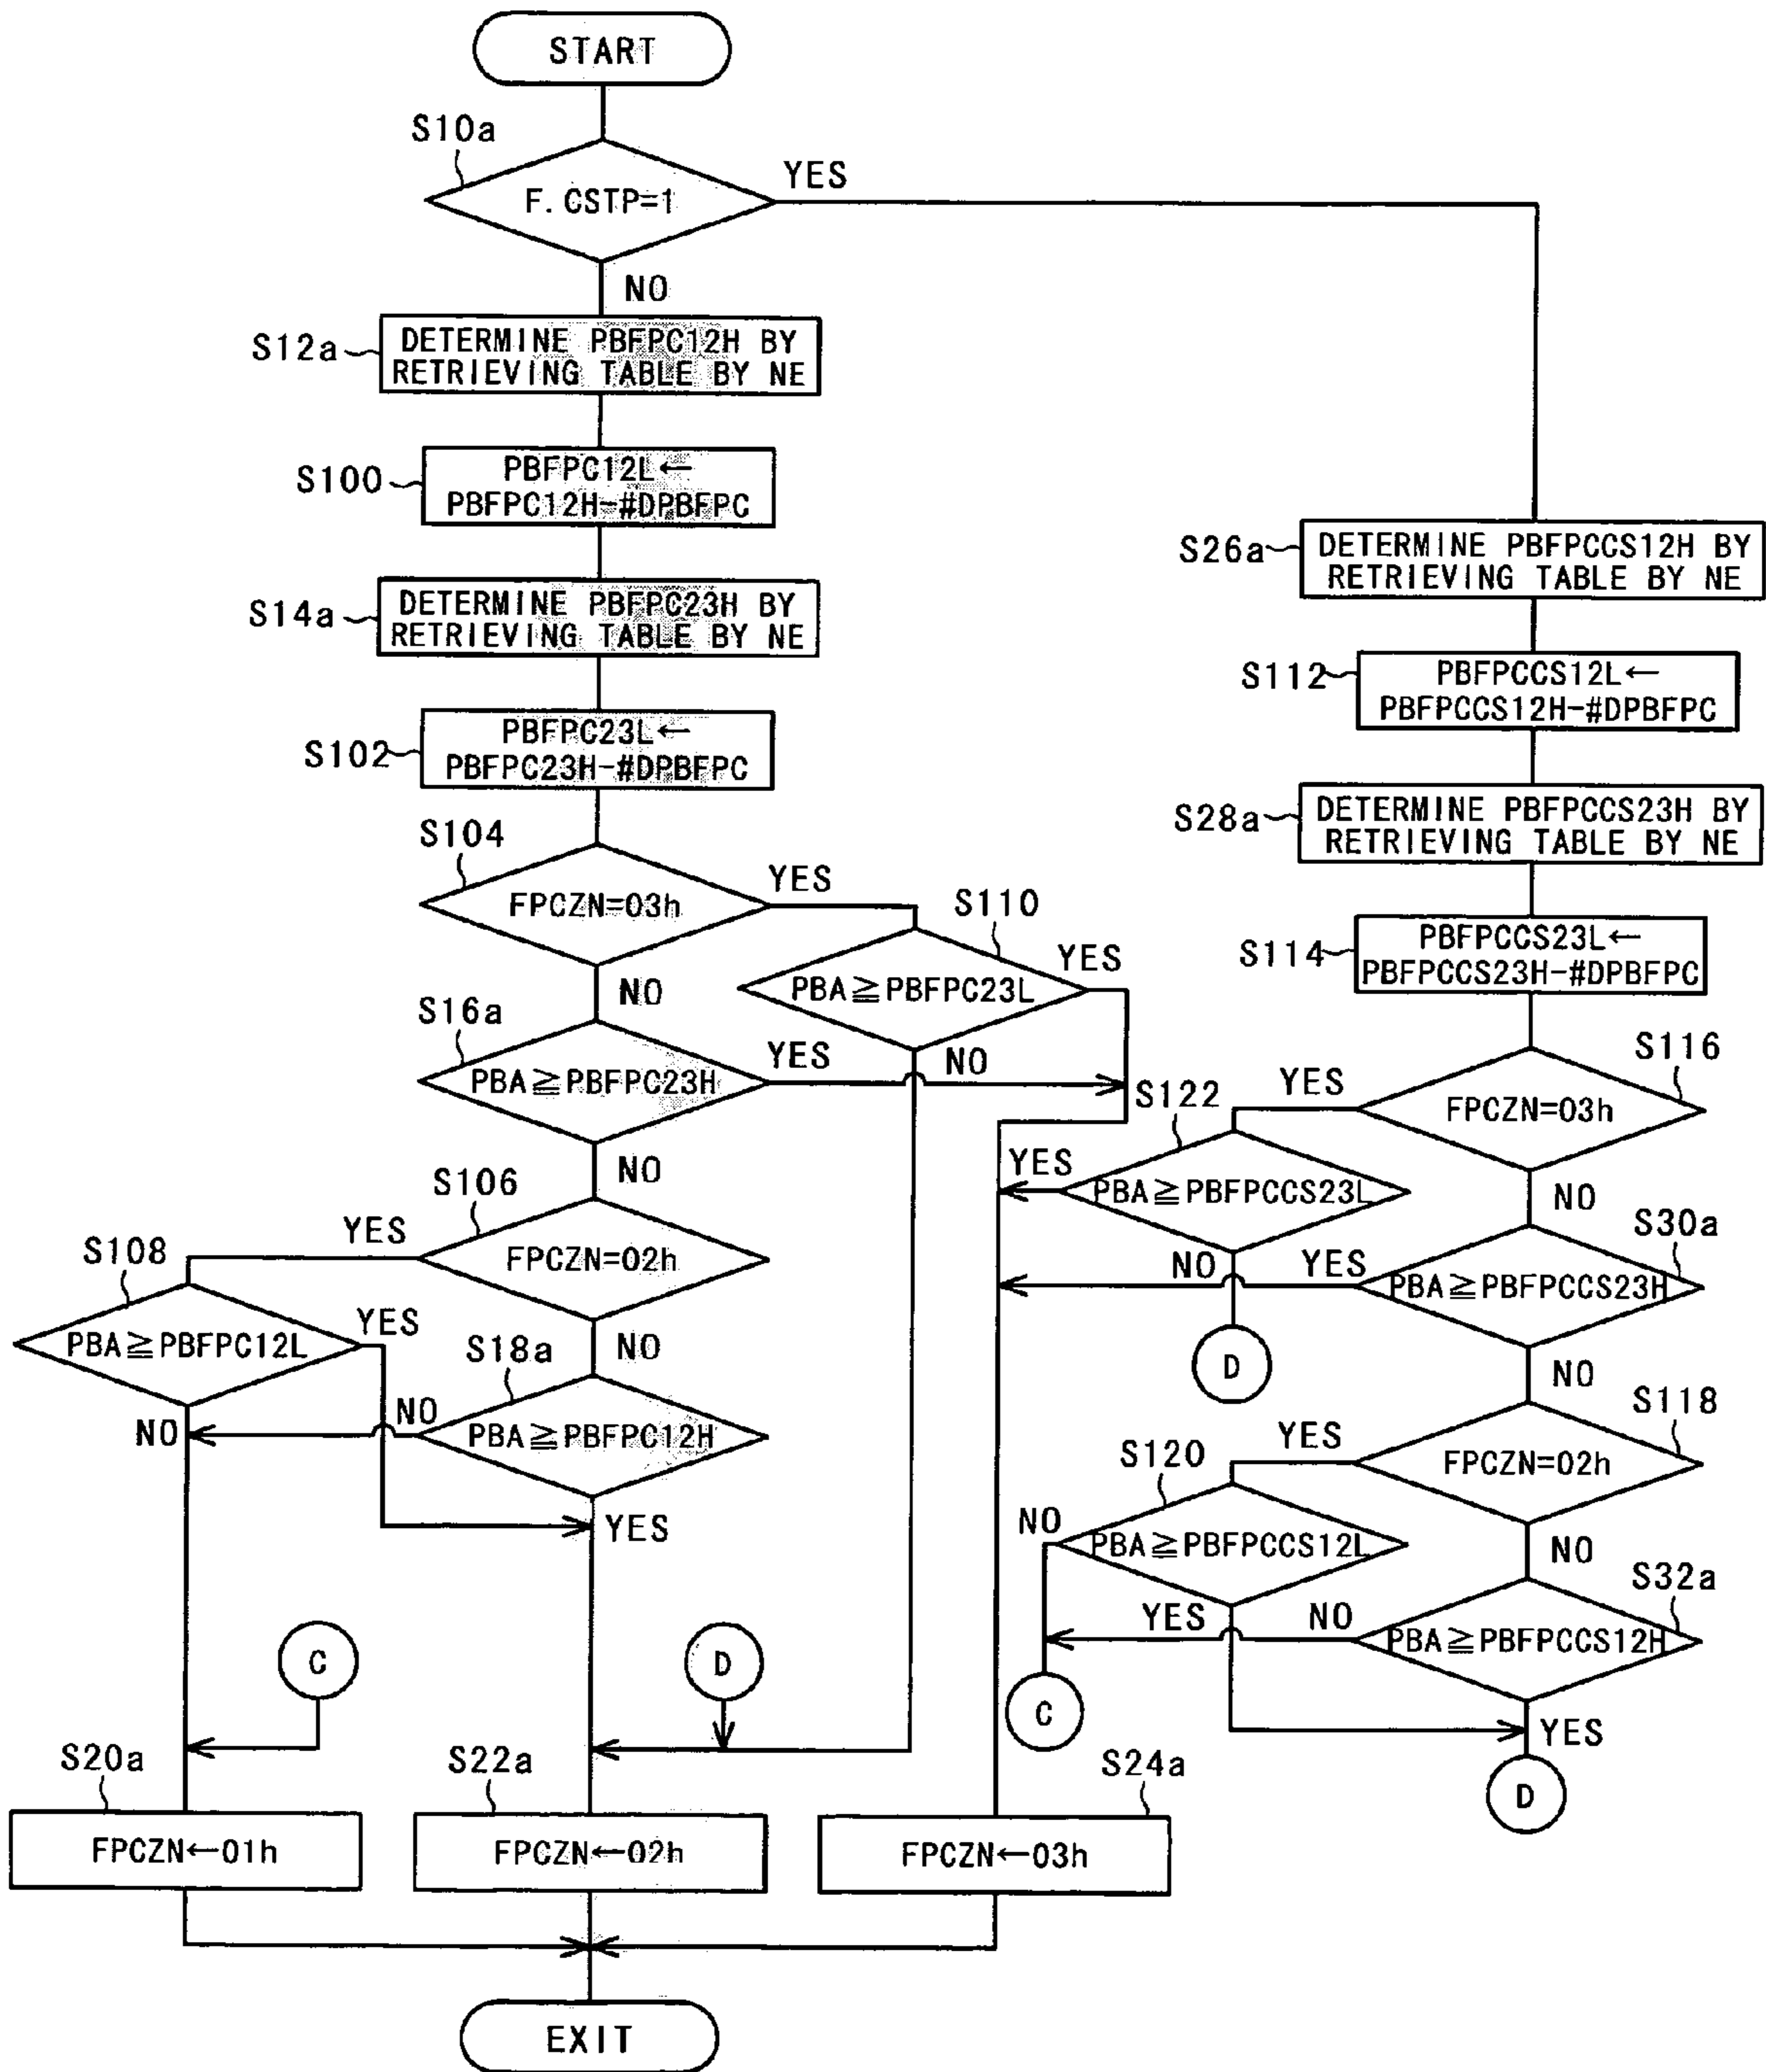 START
S10a
F. CSTP=1
YES
NO
S12a
DETERMINE PBFPC12H BY
RETRIEVING TABLE BY NE
S100
PBFPC12L←
PBFPC12H-#DPBFPC
S14a
DETERMINE PBFPC23H BY
RETRIEVING TABLE BY NE
S102
PBFPC23L←
PBFPC23H-#DPBFPC
S104
FPCZN=03h
YES
NO
S110
PBA≧PBFPC23L
YES
NO
S16a
PBA≧PBFPC23H
YES
NO
S106
FPCZN=02h
YES
NO
S108
PBA≧PBFPC12L
YES
NO
S18a
PBA≧PBFPC12H
NO
YES
C
D
S20a
FPCZN←01h
S22a
FPCZN←02h
S24a
FPCZN←03h
EXIT
S26a
DETERMINE PBFPCCS12H BY
RETRIEVING TABLE BY NE
S112
PBFPCCS12L←
PBFPCCS12H-#DPBFPC
S28a
DETERMINE PBFPCCS23H BY
RETRIEVING TABLE BY NE
S114
PBFPCCS23L←
PBFPCCS23H-#DPBFPC
S116
FPCZN=03h
YES
NO
S122
PBA≧PBFPCCS23L
YES
NO
D
S30a
PBA≧PBFPCCS23H
YES
NO
S118
FPCZN=02h
YES
NO
S120
PBA≧PBFPCCS12L
NO
YES
S32a
PBA≧PBFPCCS12H
NO
YES
C
D